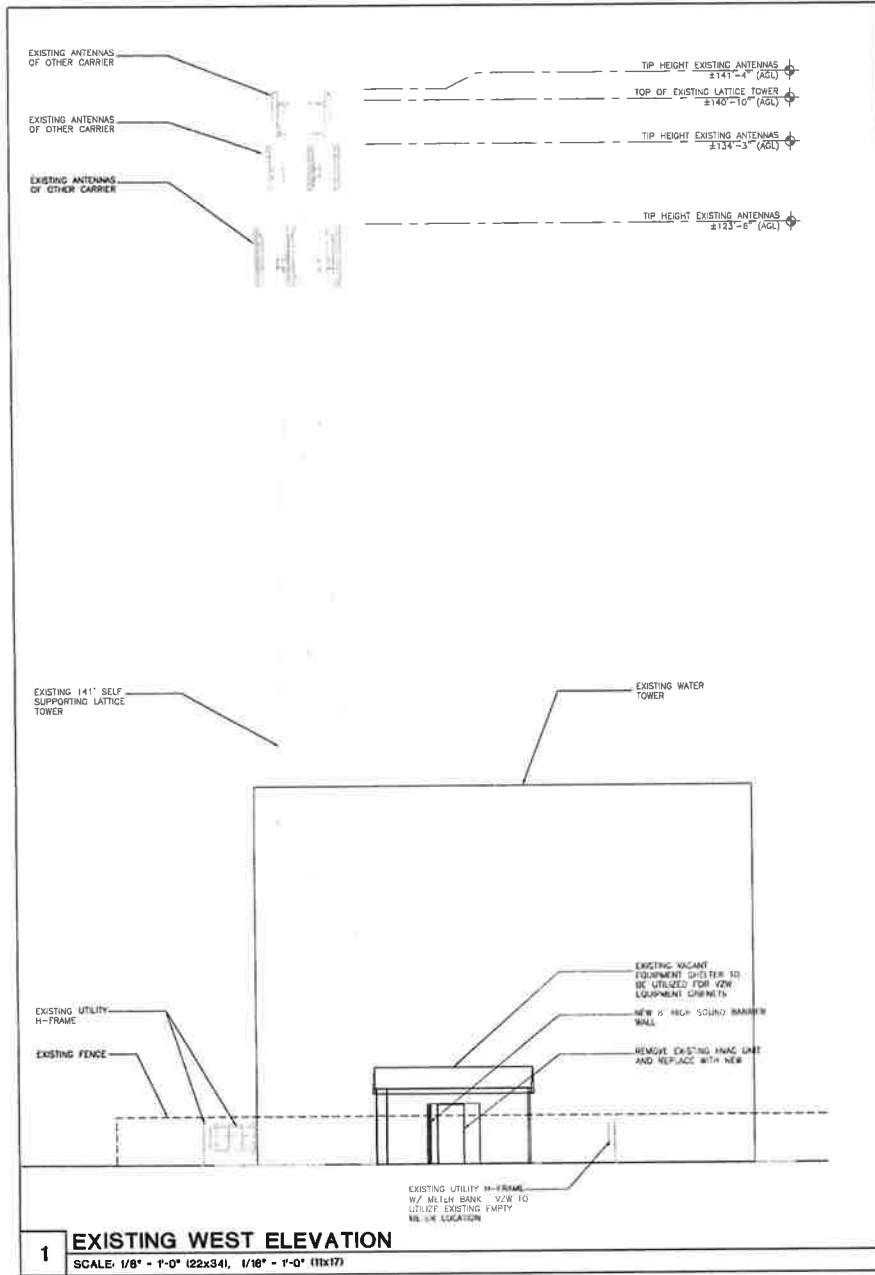 EXISTING ANTENNAS
OF OTHER CARRIER
TIP HEIGHT EXISTING ANTENNAS
±141'-4" (AGL)
TOP OF EXISTING LATTICE TOWER
±140'-10" (AGL)
EXISTING ANTENNAS
OF OTHER CARRIER
TIP HEIGHT EXISTING ANTENNAS
±134'-3" (AGL)
EXISTING ANTENNAS
OF OTHER CARRIER
TIP HEIGHT EXISTING ANTENNAS
±123'-6" (AGL)
EXISTING 141' SELF
SUPPORTING LATTICE
TOWER
EXISTING WATER
TOWER
EXISTING VACANT
EQUIPMENT SHELTER TO
BE UTILIZED FOR VZW
EQUIPMENT CABINETS
NEW 8' HIGH SOUND BARRIER
WALL
REMOVE EXISTING HVAC UNIT
AND REPLACE WITH NEW
EXISTING UTILITY
H-FRAME
EXISTING FENCE
EXISTING UTILITY H-FRAME
W/ METER BANK VZW TO
UTILIZE EXISTING EMPTY
METER LOCATION
1 EXISTING WEST ELEVATION
SCALE: 1/8" - 1'-0" (22x34), 1/16" - 1'-0" (11x17)